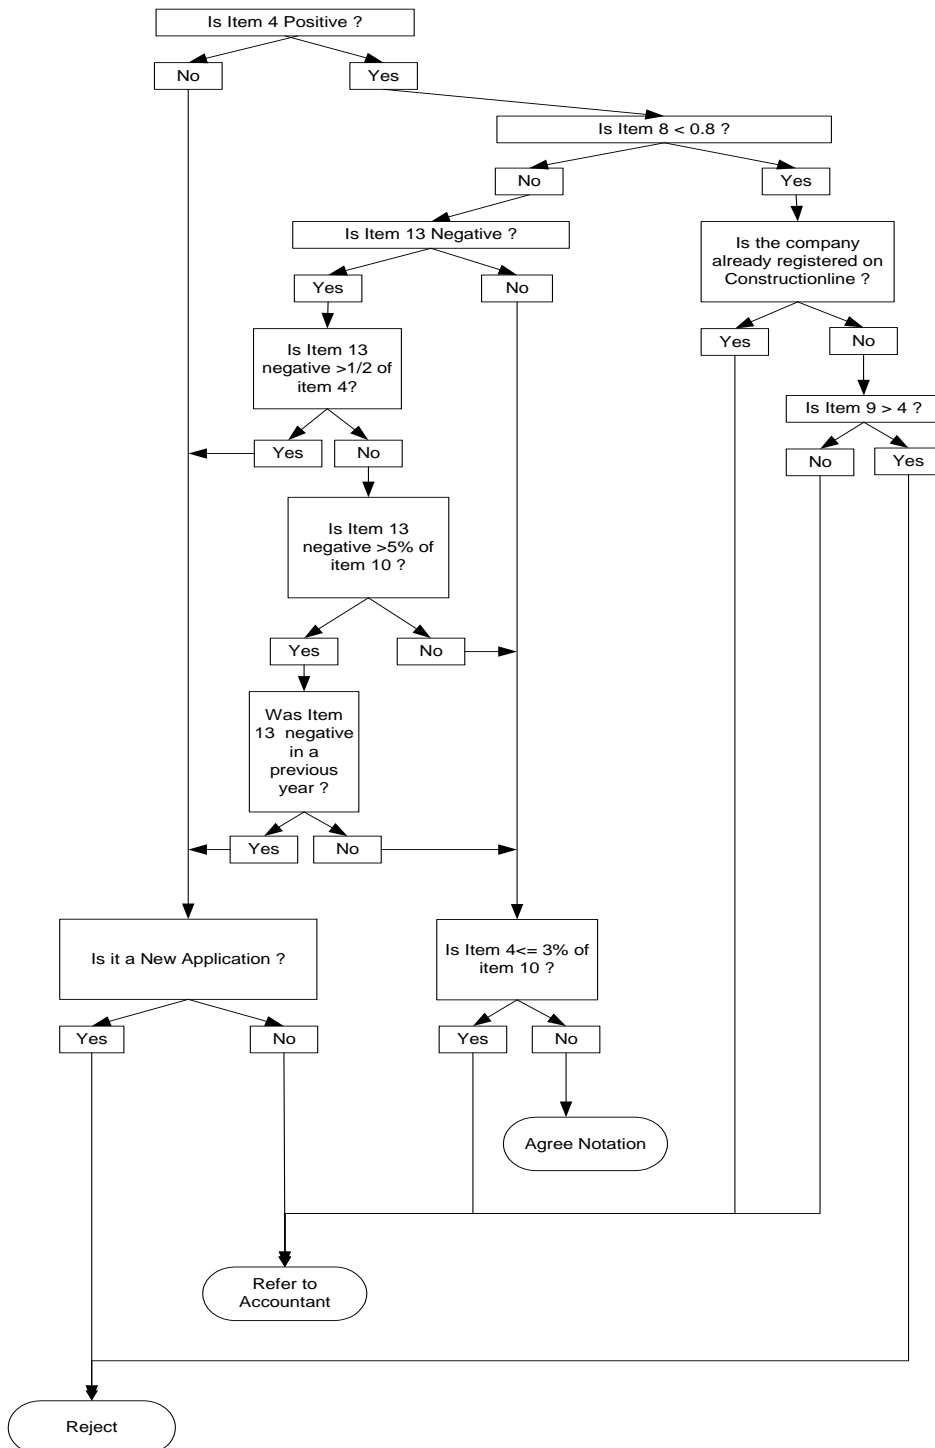 Is Item 4 Positive ?
No
Yes
Is Item 8 < 0.8 ?
No
Yes
Is Item 13 Negative ?
Is the company
already registered on
Constructionline ?
Yes
No
Yes
No
Is Item 13
negative >1/2 of
item 4?
Is Item 9 > 4 ?
Yes
No
No
Yes
Is Item 13
negative >5% of
item 10 ?
Yes
No
Was Item
13 negative
in a
previous
year ?
Yes
No
Is it a New Application ?
Is Item 4<= 3% of
item 10 ?
Yes
No
Yes
No
Agree Notation
Refer to
Accountant
Reject